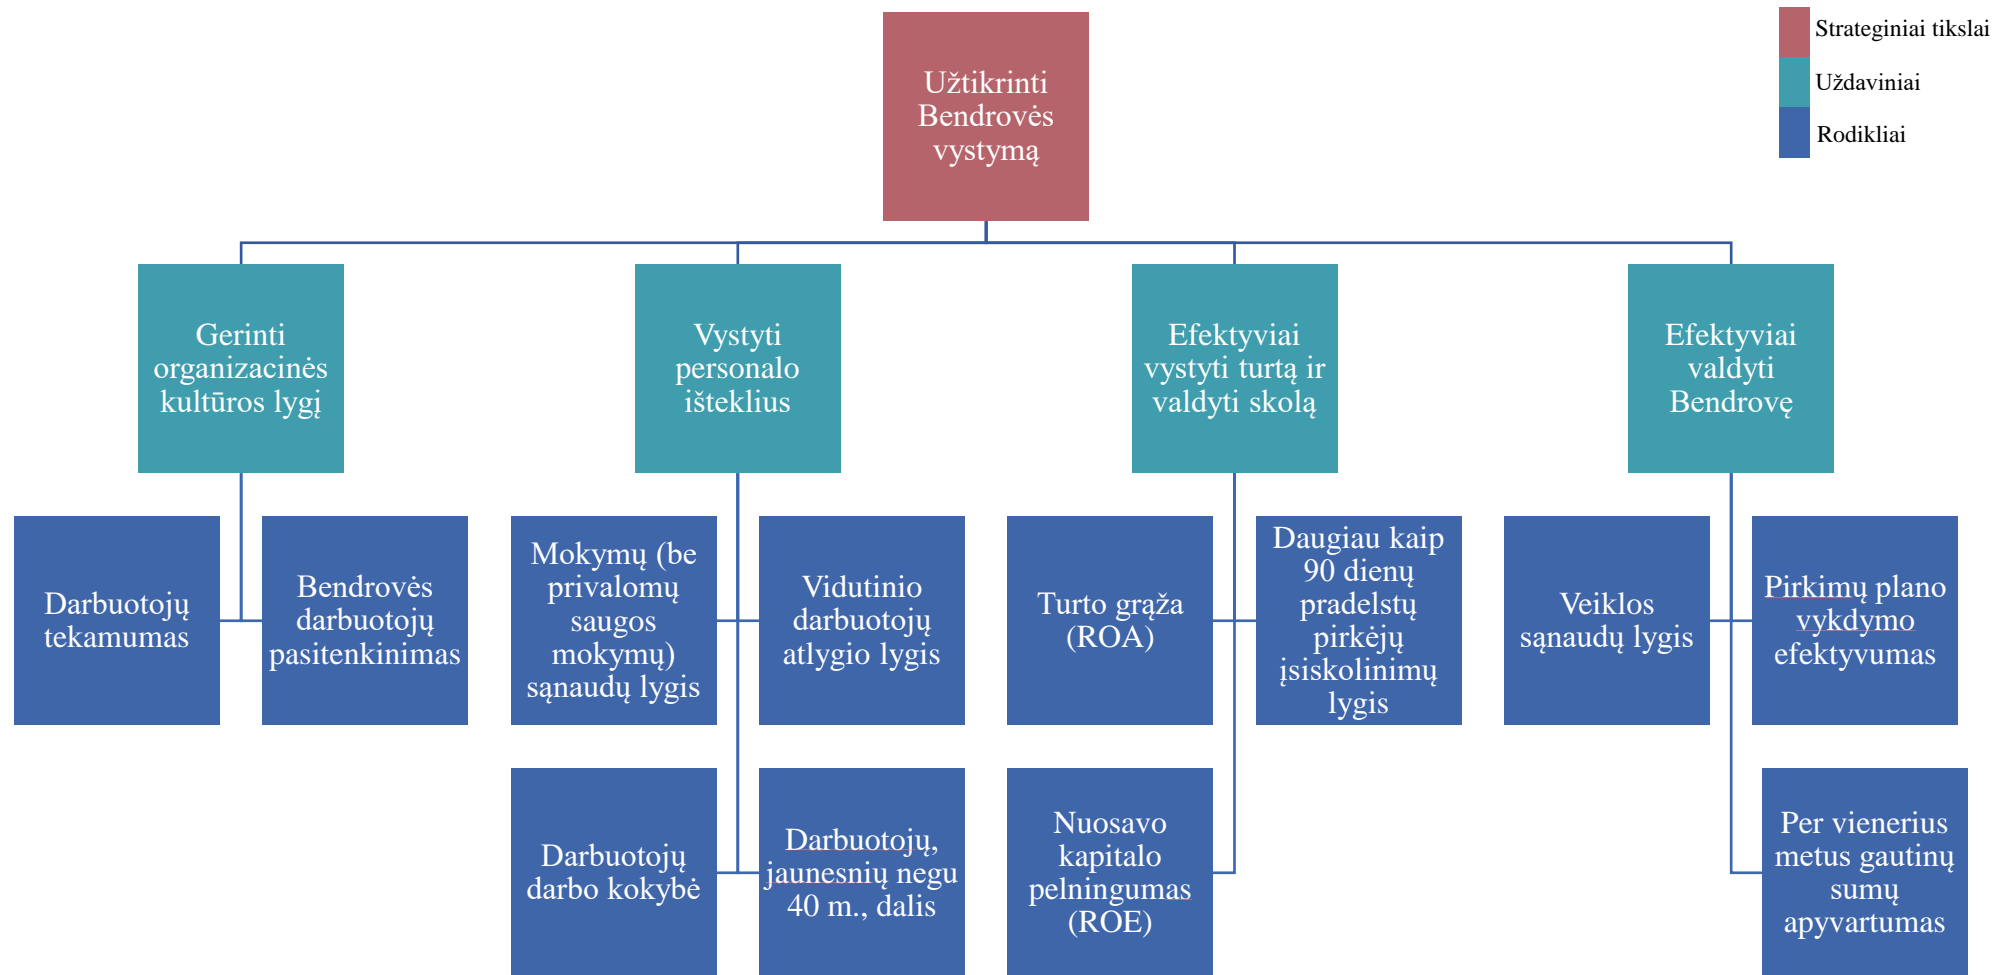 Strateginiai tikslai
Uždaviniai
Rodikliai
Užtikrinti
Bendrovės
vystymą
Gerinti
organizacinės
kultūros lygį
Vystyti
personalo
išteklius
Efektyviai
vystyti turtą ir
valdyti skolą
Efektyviai
valdyti
Bendrovę
Darbuotojų
tekamumas
Bendrovės
darbuotojų
pasitenkinimas
Mokymų (be
privalomų
saugos
mokymų)
sąnaudų lygis
Vidutinio
darbuotojų
atlygio lygis
Turto grąža
(ROA)
Daugiau kaip
90 dienų
pradelstų
pirkėjų
įsiskolinimų
lygis
Veiklos
sąnaudų lygis
Pirkimų plano
vykdymo
efektyvumas
Darbuotojų
darbo kokybė
Darbuotojų,
jaunesnių negu
40 m., dalis
Nuosavo
kapitalo
pelningumas
(ROE)
Per vienerius
metus gautinų
sumų
apyvartumas